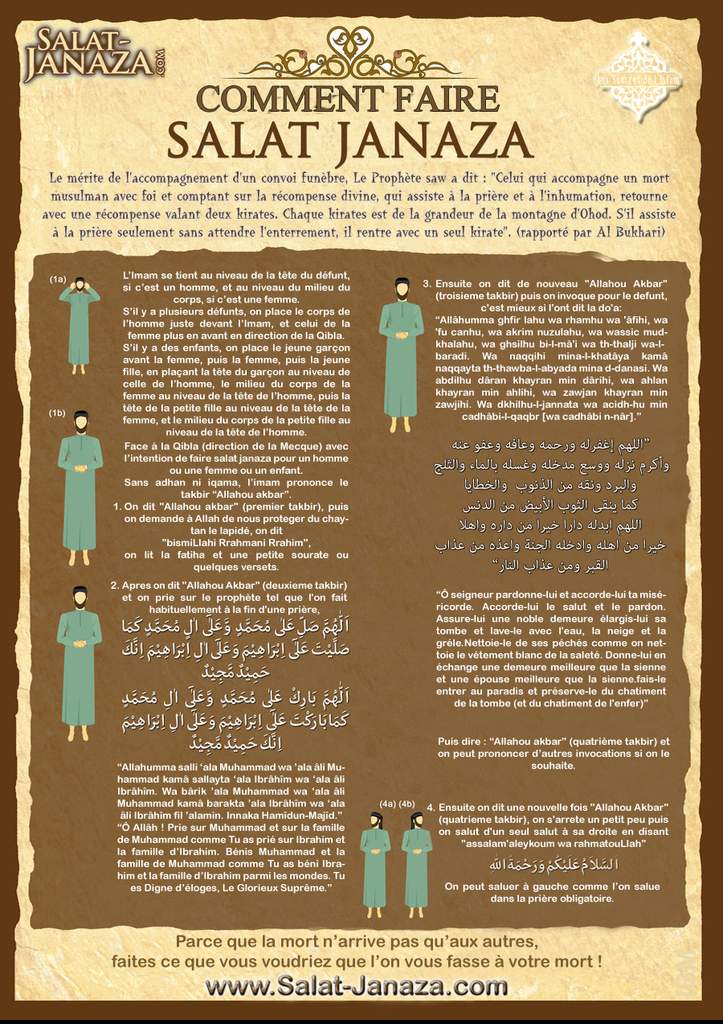 SALAT-
JANAZA.COM
COMMENT FAIRE
SALAT JANAZA
Le mérite de l'accompagnement d'un convoi funèbre, Le Prophète saw a dit : "Celui qui accompagne un mort
musulman avec foi et comptant sur la récompense divine, qui assiste à la prière et à l'inhumation, retourne
avec une récompense valant deux kirates. Chaque kirates est de la grandeur de la montagne d'Ohod. S'il assiste
à la prière seulement sans attendre l'enterrement, il rentre avec un seul kirate". (rapporté par Al Bukhari)
(1a)
L'Imam se tient au niveau de la tête du défunt,
si c'est un homme, et au niveau du milieu du
corps, si c'est une femme.
S'il y a plusieurs défunts, on place le corps de
l'homme juste devant l'Imam, et celui de la
femme plus en avant en direction de la Qibla.
S'il y a des enfants, on place le jeune garçon
avant la femme, puis la femme, puis la jeune
fille, en plaçant la tête du garçon au niveau de
celle de l'homme, le milieu du corps de la
femme au niveau de la tête de l'homme, puis la
tête de la petite fille au niveau de la tête de la
femme, et le milieu du corps de la petite fille au
niveau de la tête de l'homme.
(1b)
Face à la Qibla (direction de la Mecque) avec
l'intention de faire salat janaza pour un homme
ou une femme ou un enfant.
Sans adhan ni iqama, l'imam prononce le
takbir "Allahou akbar".
1. On dit "Allahou akbar" (premier takbir), puis
on demande à Allah de nous proteger du chay-
tan le lapidé, on dit
"bismiLlahi Rrahmani Rrahim",
on lit la fatiha et une petite sourate ou
quelques versets.
2. Apres on dit "Allahou Akbar" (deuxieme takbir)
et on prie sur le prophète tel que l'on fait
habituellement à la fin d'une prière,
اَللّٰهُمَّ صَلِّ عَلَى مُحَمَّدٍ وَعَلَى اٰلِ مُحَمَّدٍ كَمَا
صَلَّيْتَ عَلَى اِبْرَاهِيْمَ وَعَلَى اٰلِ اِبْرَاهِيْمَ اِنَّكَ
حَمِيْدٌ مَّجِيْدٌ
اَللّٰهُمَّ بَارِكْ عَلَى مُحَمَّدٍ وَّعَلَى اٰلِ مُحَمَّدٍ
كَمَا بَارَكْتَ عَلَى اِبْرَاهِيْمَ وَعَلَى اٰلِ اِبْرَاهِيْمَ
اِنَّكَ حَمِيْدٌ مَّجِيْدٌ
"Allahumma salli 'ala Muhammad wa 'ala âli Mu-
hammad kamâ sallayta 'ala Ibrâhîm wa 'ala âli
Ibrâhîm. Wa bârik 'ala Muhammad wa 'ala âli
Muhammad kamâ barakta 'ala Ibrâhîm wa 'ala
âli Ibrâhîm fil 'alamin. Innaka Hamîdun-Majîd."
"Ô Allâh ! Prie sur Muhammad et sur la famille
de Muhammad comme Tu as prié sur Ibrahim et
la famille d'Ibrahim. Bénis Muhammad et la
famille de Muhammad comme Tu as béni Ibra-
him et la famille d'Ibrahim parmi les mondes. Tu
es Digne d'éloges, Le Glorieux Suprême."
3. Ensuite on dit de nouveau "Allahou Akbar"
(troisieme takbir) puis on invoque pour le defunt,
c'est mieux si l'ont dit la do'a:
"Allâhumma ghfir lahu wa rhamhu wa 'âfihi, wa
'fu canhu, wa akrim nuzulahu, wa wassic mud-
khalahu, wa ghsilhu bi-l-mâ'i wa th-thalji wa-l-
baradi. Wa naqqihi mina-l-khatâya kamâ
naqqayta th-thawba-l-abyada mina d-danasi. Wa
abdilhu dâran khayran min dârihi, wa ahlan
khayran min ahlihi, wa zawjan khayran min
zawjihi. Wa dkhilhu-l-jannata wa acidh-hu min
cadhâbi-l-qaqbr [wa cadhâbi n-nâr]."
"اللهم إغفرله ورحمه وعافه وعفو عنه
وأكرم نزله ووسع مدخله وغسله بالماء والثلج
والبرد ونقه من الذنوب والخطايا
كما ينقى الثوب الأبيض من الدنس
اللهم ابدله دارا خيرا من داره واهلا
خيرا من اهله وادخله الجنة واعذه من عذاب
القبر ومن عذاب النار"
"Ô seigneur pardonne-lui et accorde-lui ta misé-
ricorde. Accorde-lui le salut et le pardon.
Assure-lui une noble demeure élargis-lui sa
tombe et lave-le avec l'eau, la neige et la
grêle.Nettoie-le de ses péchés comme on net-
toie le vêtement blanc de la saleté. Donne-lui en
échange une demeure meilleure que la sienne
et une épouse meilleure que la sienne.fais-le
entrer au paradis et préserve-le du chatiment
de la tombe (et du chatiment de l'enfer)"
Puis dire : "Allahou akbar" (quatrième takbir) et
on peut prononcer d'autres invocations si on le
souhaite.
(4a) (4b)
4. Ensuite on dit une nouvelle fois "Allahou Akbar"
(quatrieme takbir), on s'arrete un petit peu puis
on salut d'un seul salut à sa droite en disant
"assalam'aleykoum wa rahmatouLlah"
اَلسَّلَامُ عَلَيْكُمْ وَرَحْمَةُ اللهِ
On peut saluer à gauche comme l'on salue
dans la prière obligatoire.
Parce que la mort n'arrive pas qu'aux autres,
faites ce que vous voudriez que l'on vous fasse à votre mort !
www.Salat-Janaza.com